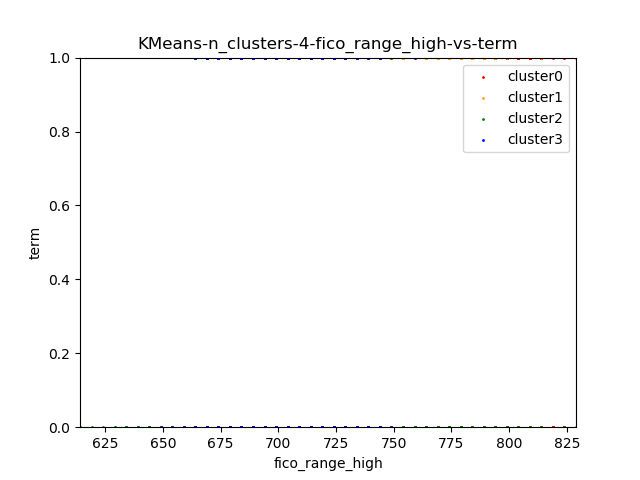 KMeans-n_clusters-4-fico_range_high-vs-term
1.0
0.8
0.6
0.4
0.2
0.0
term
cluster0
cluster1
cluster2
cluster3
625 650 675 700 725 750 775 800 825
fico_range_high